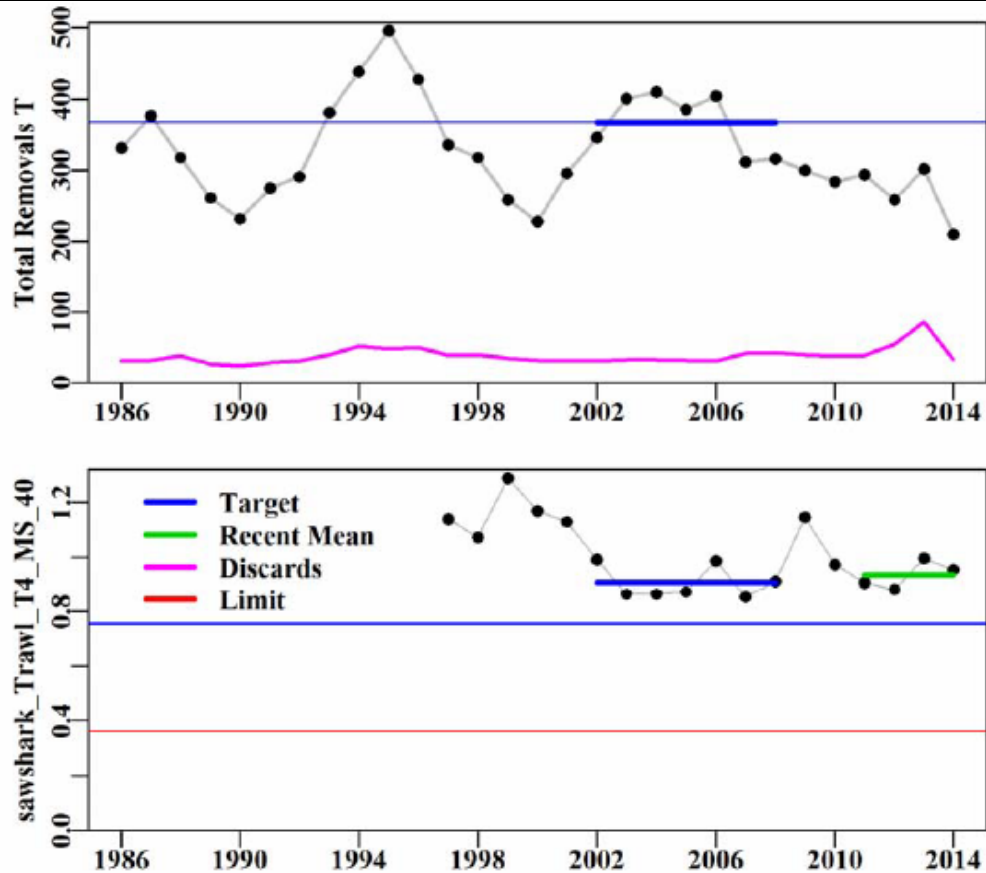 Total Removals T
500
400
300
200
100
0
1986 1990 1994 1998 2002 2006 2010 2014
sawshark_Trawl_T4_MS_40
1.2
0.8
0.4
0.0
Target
Recent Mean
Discards
Limit
1986 1990 1994 1998 2002 2006 2010 2014